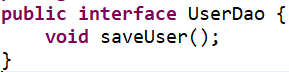 public interface UserDao {
    void saveUser();
}